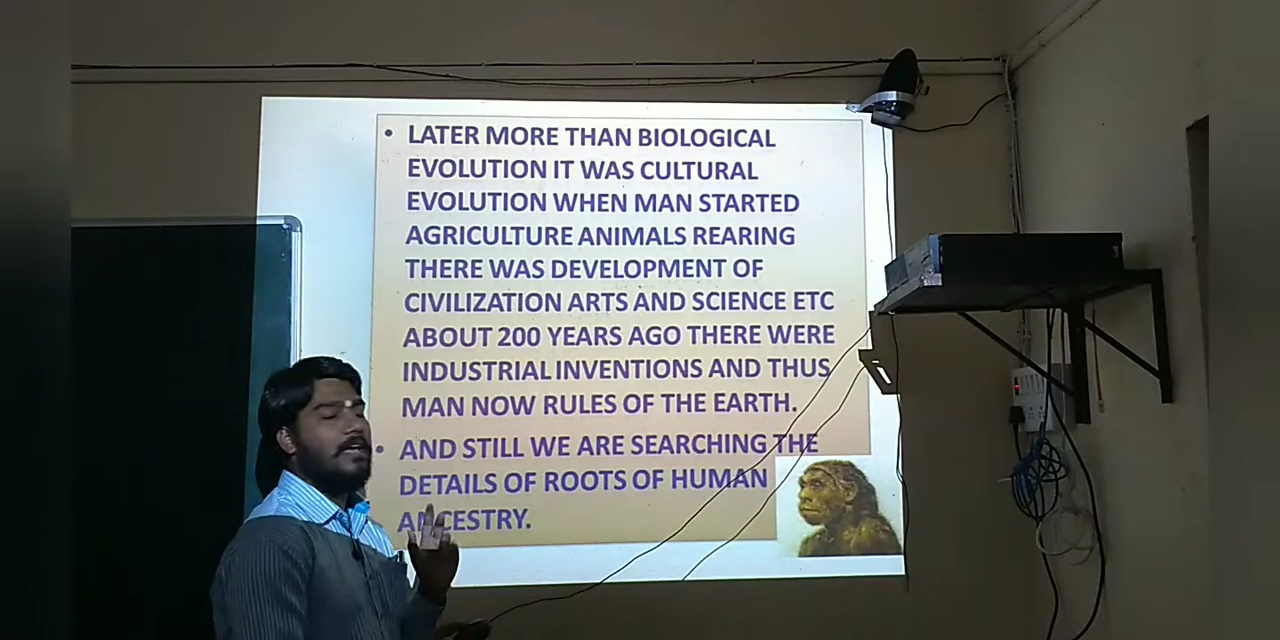 • LATER MORE THAN BIOLOGICAL
EVOLUTION IT WAS CULTURAL
EVOLUTION WHEN MAN STARTED
AGRICULTURE ANIMALS REARING
THERE WAS DEVELOPMENT OF
CIVILIZATION ARTS AND SCIENCE ETC
ABOUT 200 YEARS AGO THERE WERE
INDUSTRIAL INVENTIONS AND THUS
MAN NOW RULES OF THE EARTH.
• AND STILL WE ARE SEARCHING THE
DETAILS OF ROOTS OF HUMAN
ANCESTRY.